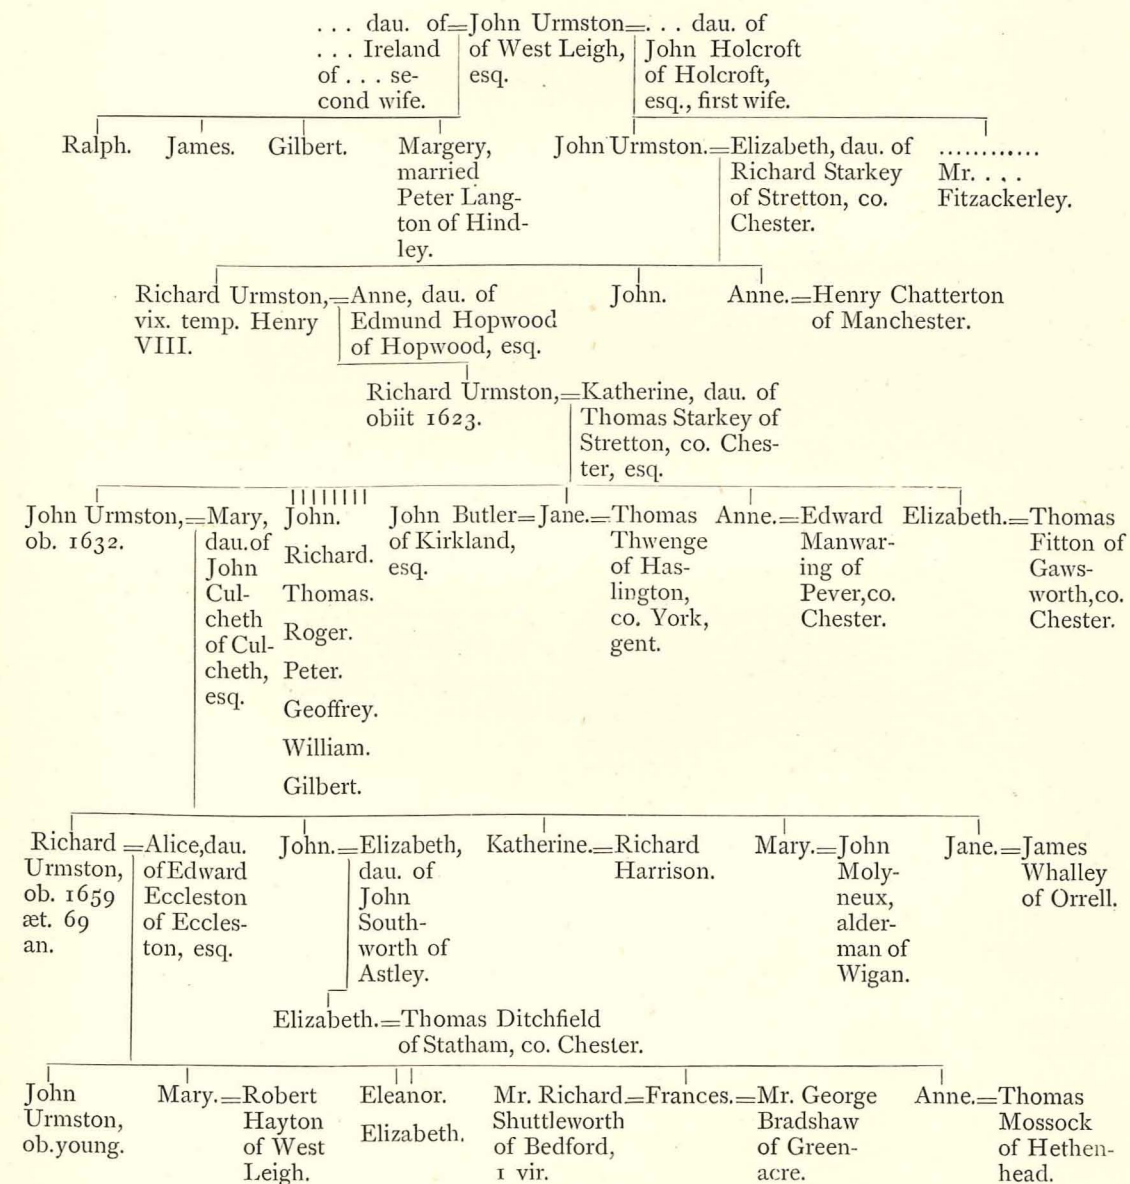 . . . dau. of=John Urmston=. . . dau. of
. . . Ireland of West Leigh, John Holcroft
of . . . se- esq. of Holcroft,
cond wife. esq., first wife.
Ralph. James. Gilbert. Margery, John Urmston.=Elizabeth, dau. of ............
married Richard Starkey Mr. . . .
Peter Lang- of Stretton, co. Fitzackerley.
ton of Hind- Chester.
ley.
Richard Urmston,=Anne, dau. of John. Anne.=Henry Chatterton
vix. temp. Henry Edmund Hopwood of Manchester.
VIII. of Hopwood, esq.
Richard Urmston,=Katherine, dau. of
obiit 1623. Thomas Starkey of
Stretton, co. Ches-
ter, esq.
John Urmston,=Mary, John. John Butler=Jane.=Thomas Anne.=Edward Elizabeth.=Thomas
ob. 1632. dau.of Richard. of Kirkland, Thwenge Manwar- Fitton of
John esq. of Has- ing of Gaws-
Cul- Thomas. lington, Pever,co. worth,co.
cheth Roger. co. York, Chester. Chester.
of Cul- gent.
cheth, Peter.
esq. Geoffrey.
William.
Gilbert.
Richard =Alice,dau. John.=Elizabeth, Katherine.=Richard Mary.=John Jane.=James
Urmston, of Edward dau. of Harrison. Moly- Whalley
ob. 1659 Eccleston John neux, of Orrell.
æt. 69 of Eccles- South- alder-
an. ton, esq. worth of man of
Astley. Wigan.
Elizabeth.=Thomas Ditchfield
of Statham, co. Chester.
John Mary.=Robert Eleanor. Mr. Richard=Frances.=Mr. George Anne.=Thomas
Urmston, Hayton Elizabeth. Shuttleworth Bradshaw Mossock
ob.young. of West of Bedford, of Green- of Hethen-
Leigh. 1 vir. acre. head.